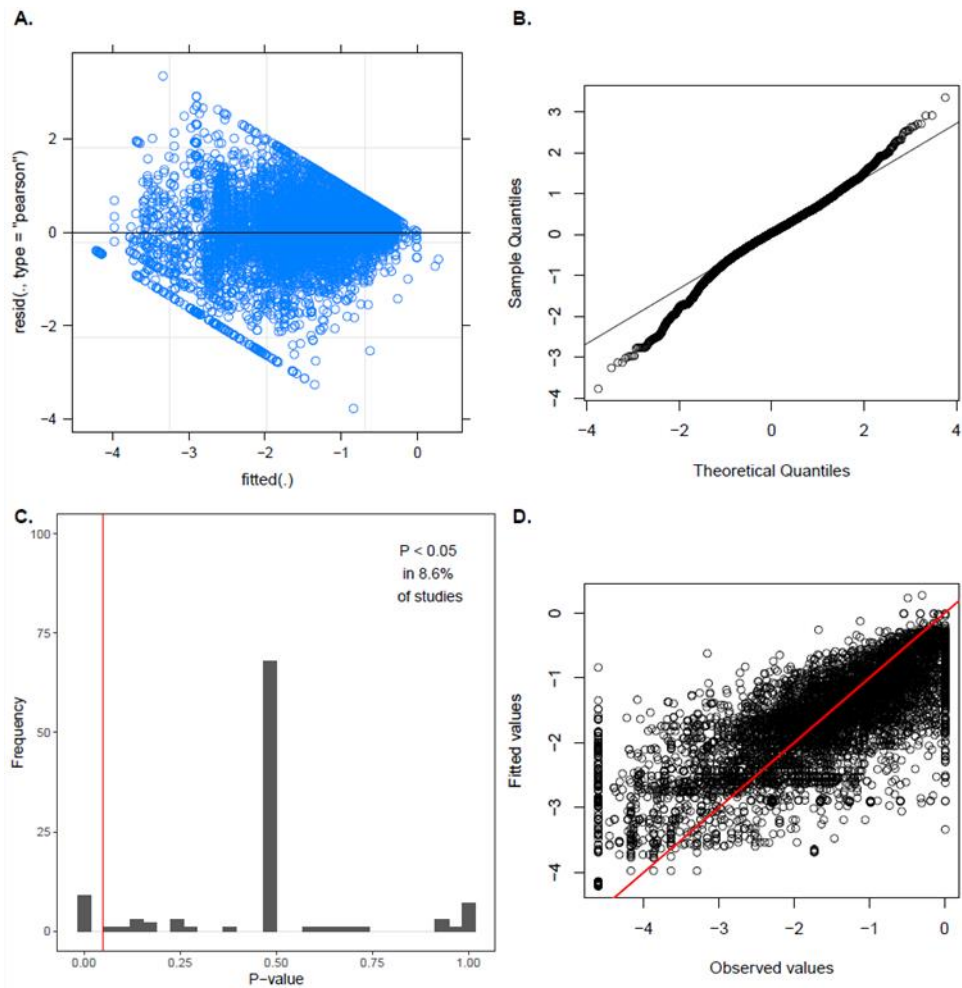 A.
resid(., type = "pearson")
2
0
−2
−4
−4
−3
−2
−1
0
fitted(.)
B.
Sample Quantiles
3
2
1
0
−1
−2
−3
−4
−4
−2
0
2
4
Theoretical Quantiles
C.
P < 0.05
in 8.6%
of studies
Frequency
100
75
50
25
0
0.00
0.25
0.50
0.75
1.00
P−value
D.
Fitted values
0
−1
−2
−3
−4
−4
−3
−2
−1
0
Observed values